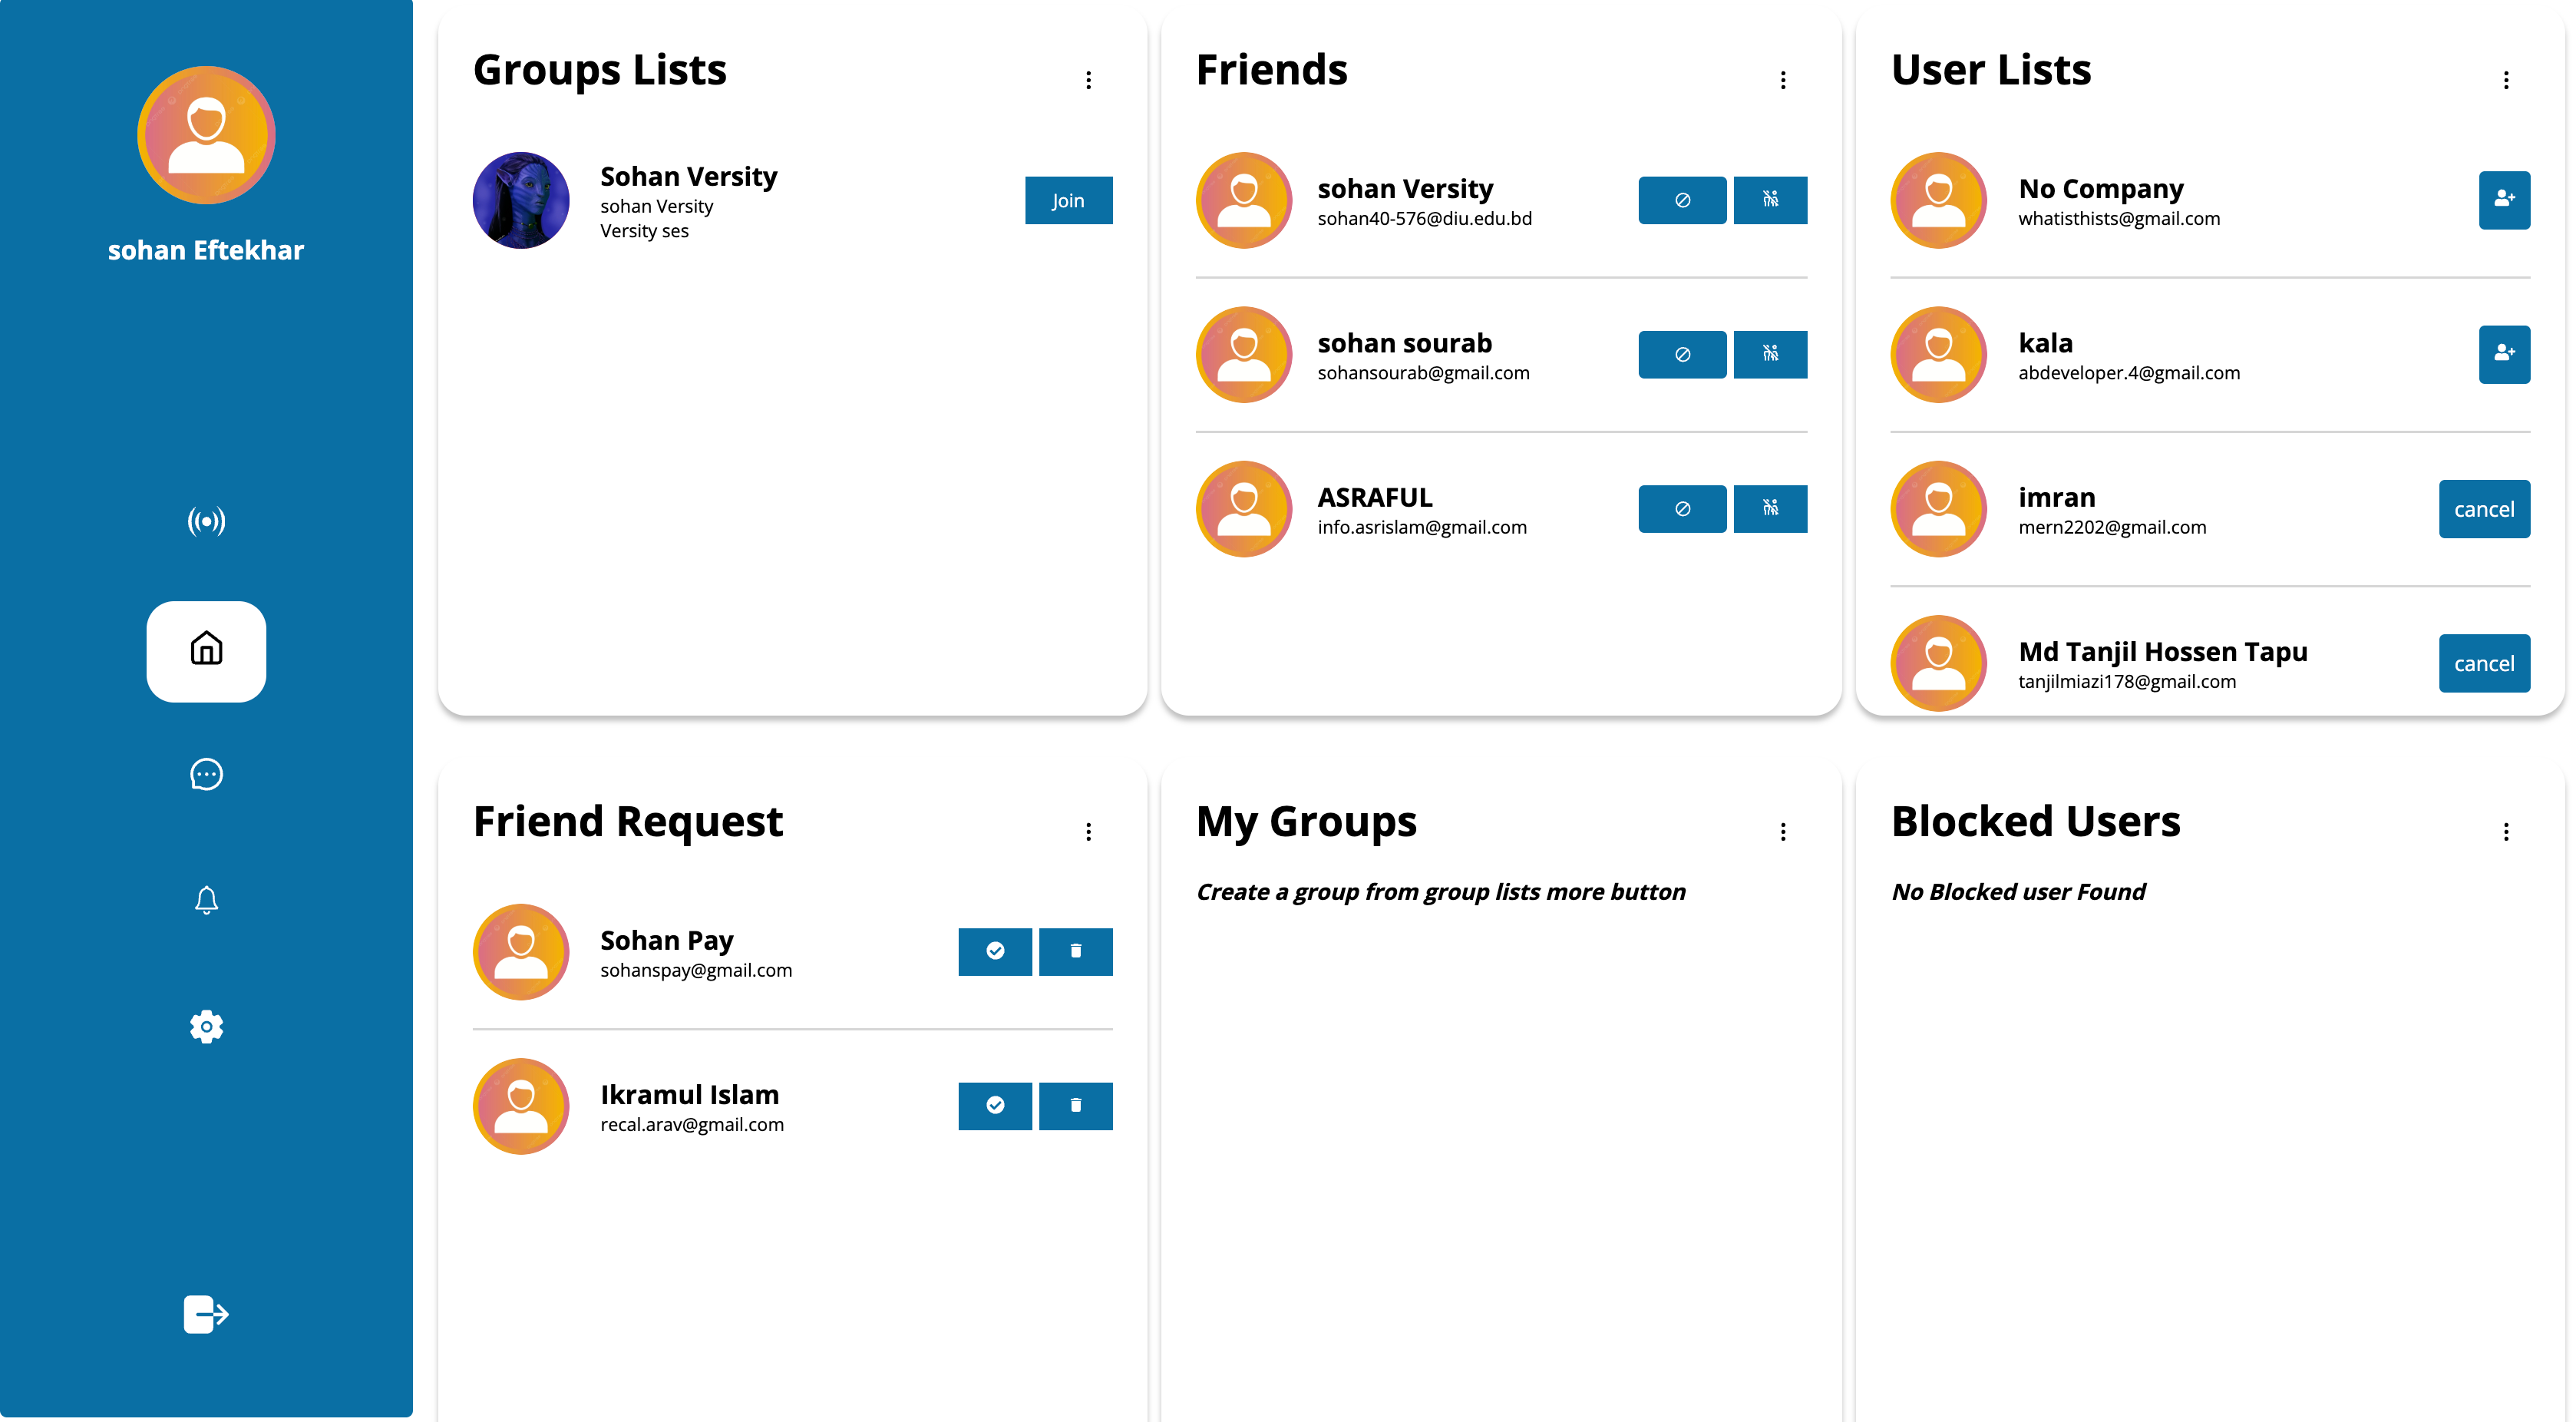 sohan Eftekhar
Groups Lists
Sohan Versity
sohan Versity
Versity ses
Join
Friends
sohan Versity
sohan40-576@diu.edu.bd
sohan sourab
sohansourab@gmail.com
ASRAFUL
info.asrislam@gmail.com
User Lists
No Company
whatisthists@gmail.com
kala
abdeveloper.4@gmail.com
imran
mern2202@gmail.com
cancel
Md Tanjil Hossen Tapu
tanjilmiazi178@gmail.com
cancel
Friend Request
Sohan Pay
sohanspay@gmail.com
Ikramul Islam
recal.arav@gmail.com
My Groups
Create a group from group lists more button
Blocked Users
No Blocked user Found